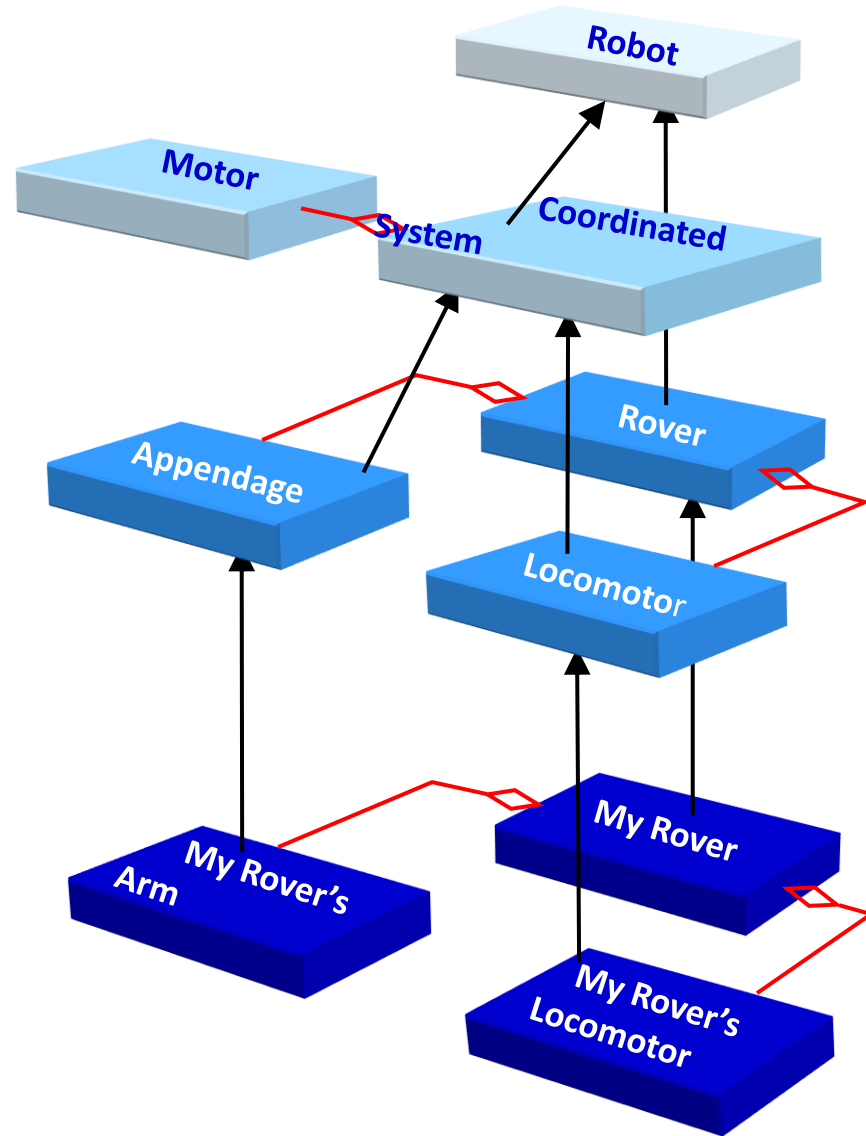 Robot
Motor
Coordinated
System
Rover
Appendage
Locomotor
My Rover
My Rover’s
Arm
My Rover’s
Locomotor